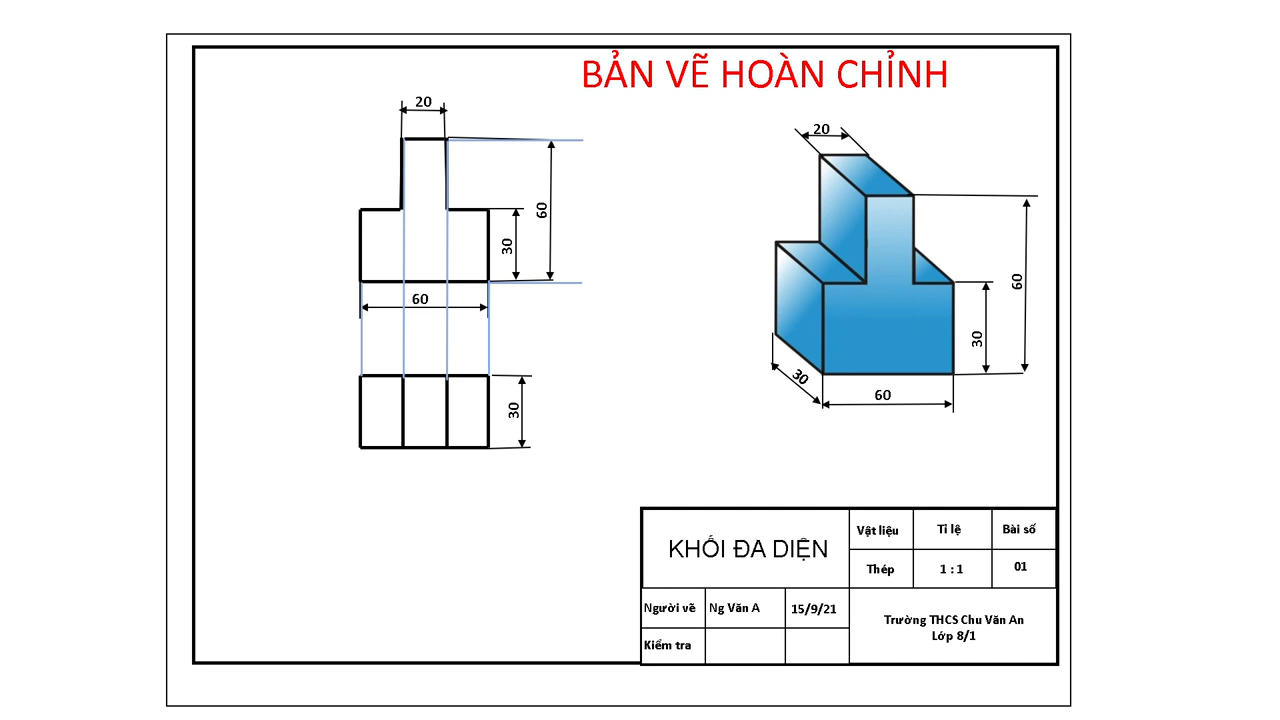 BẢN VẼ HOÀN CHỈNH
20
60
30
60
30
20
60
30
30
60
KHỐI ĐA DIỆN
Vật liệu
Tỉ lệ
Bài số
Thép
1 : 1
01
Người vẽ
Ng Văn A
15/9/21
Kiểm tra
Trường THCS Chu Văn An
Lớp 8/1